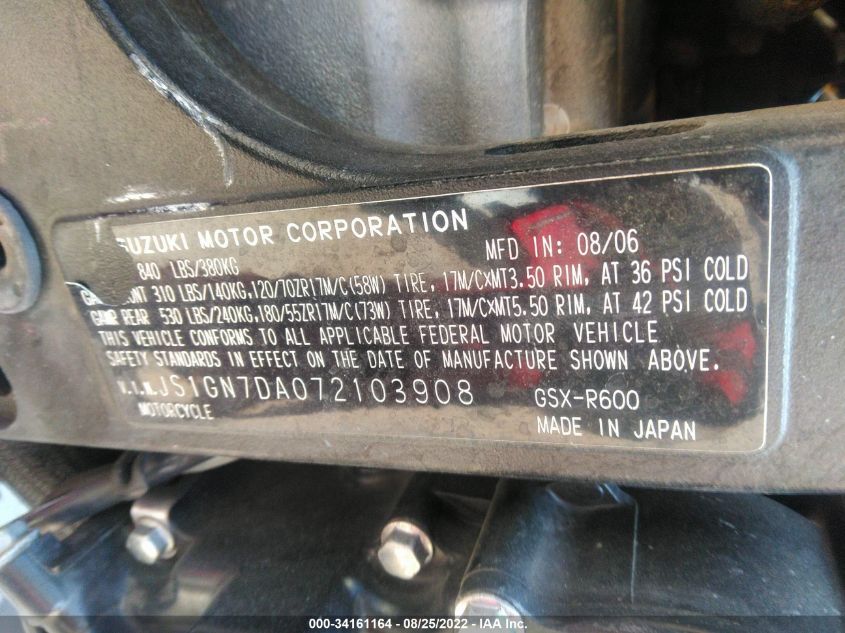 SUZUKI MOTOR CORPORATION
MFD IN: 08/06
840 LBS/380KG
310 LBS/140KG,120/70ZR17M/C(58W) TIRE, 17M/CXMT3.50 RIM, AT 36 PSI COLD
GAWR REAR 530 LBS/240KG,180/55ZR17M/C(73W) TIRE, 17M/CXMT5.50 RIM, AT 42 PSI COLD
THIS VEHICLE CONFORMS TO ALL APPLICABLE FEDERAL MOTOR VEHICLE
SAFETY STANDARDS IN EFFECT ON THE DATE OF MANUFACTURE SHOWN ABOVE.
V.I.N. JS1GN7DA072103908
GSX-R600
MOTORCYCLE
MADE IN JAPAN
000-34161164 - 08/25/2022 - IAA Inc.